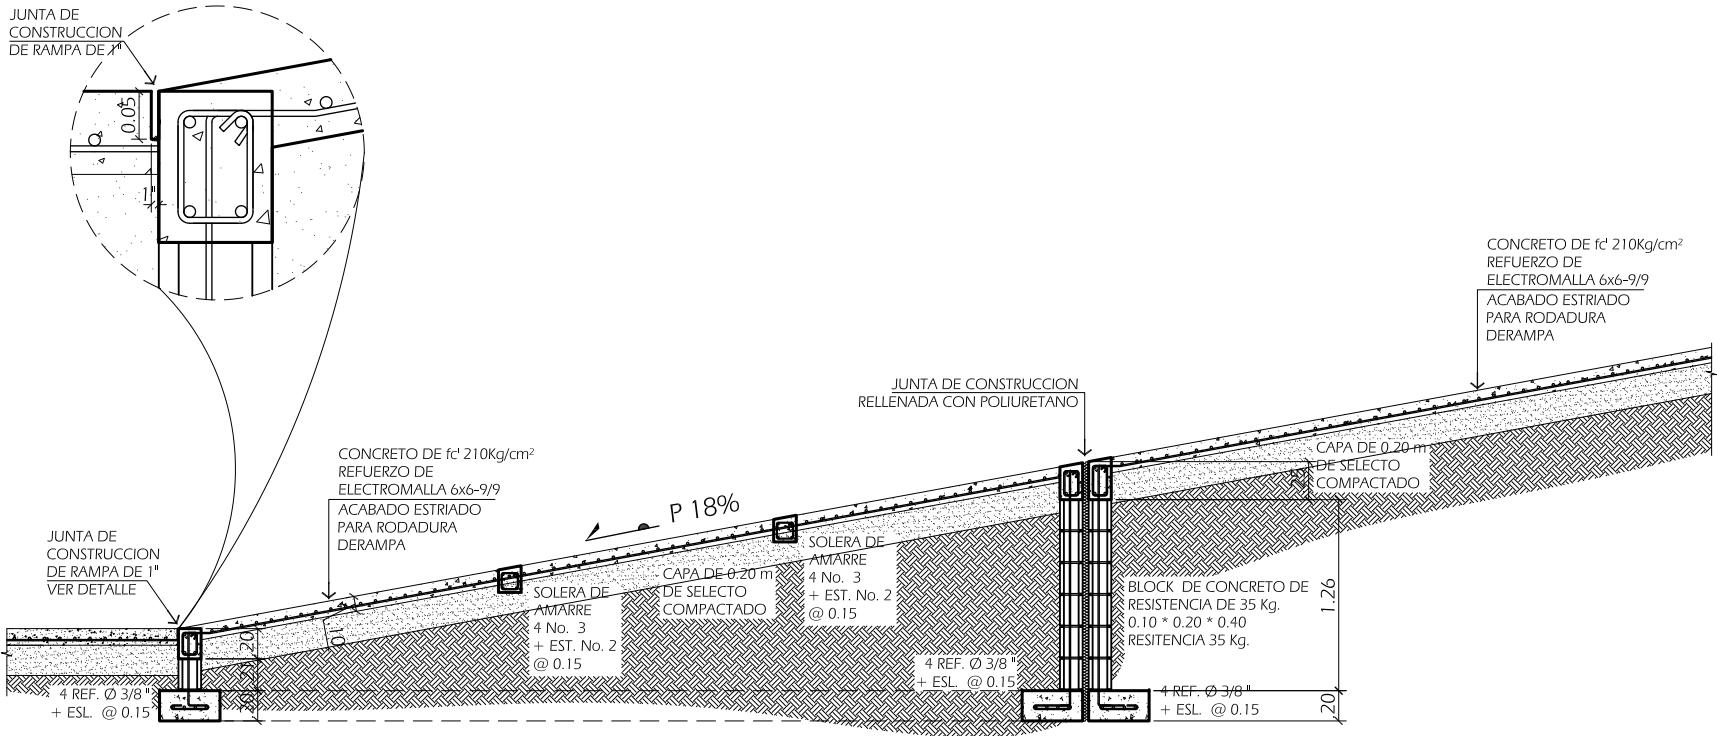 JUNTA DE
CONSTRUCCION
DE RAMPA DE 1"
0.05
1"
CONCRETO DE fc' 210Kg/cm²
REFUERZO DE
ELECTROMALLA 6x6-9/9
ACABADO ESTRIADO
PARA RODADURA
DERAMPA
JUNTA DE CONSTRUCCION
RELLENADA CON POLIURETANO
CAPA DE 0.20 m
DE SELECTO
COMPACTADO
CONCRETO DE fc' 210Kg/cm²
REFUERZO DE
ELECTROMALLA 6x6-9/9
ACABADO ESTRIADO
PARA RODADURA
DERAMPA
P 18%
JUNTA DE
CONSTRUCCION
DE RAMPA DE 1"
VER DETALLE
SOLERA DE
AMARRE
4 No. 3
+ EST. No. 2
@ 0.15
CAPA DE 0.20 m
DE SELECTO
COMPACTADO
SOLERA DE
AMARRE
4 No. 3
+ EST. No. 2
@ 0.15
BLOCK DE CONCRETO DE
RESISTENCIA DE 35 Kg.
0.10 * 0.20 * 0.40
RESITENCIA 35 Kg.
1.26
.20
.20
.20
.20
4 REF. Ø 3/8 "
+ ESL. @ 0.15
4 REF. Ø 3/8 "
+ ESL. @ 0.15
4 REF. Ø 3/8 "
+ ESL. @ 0.15